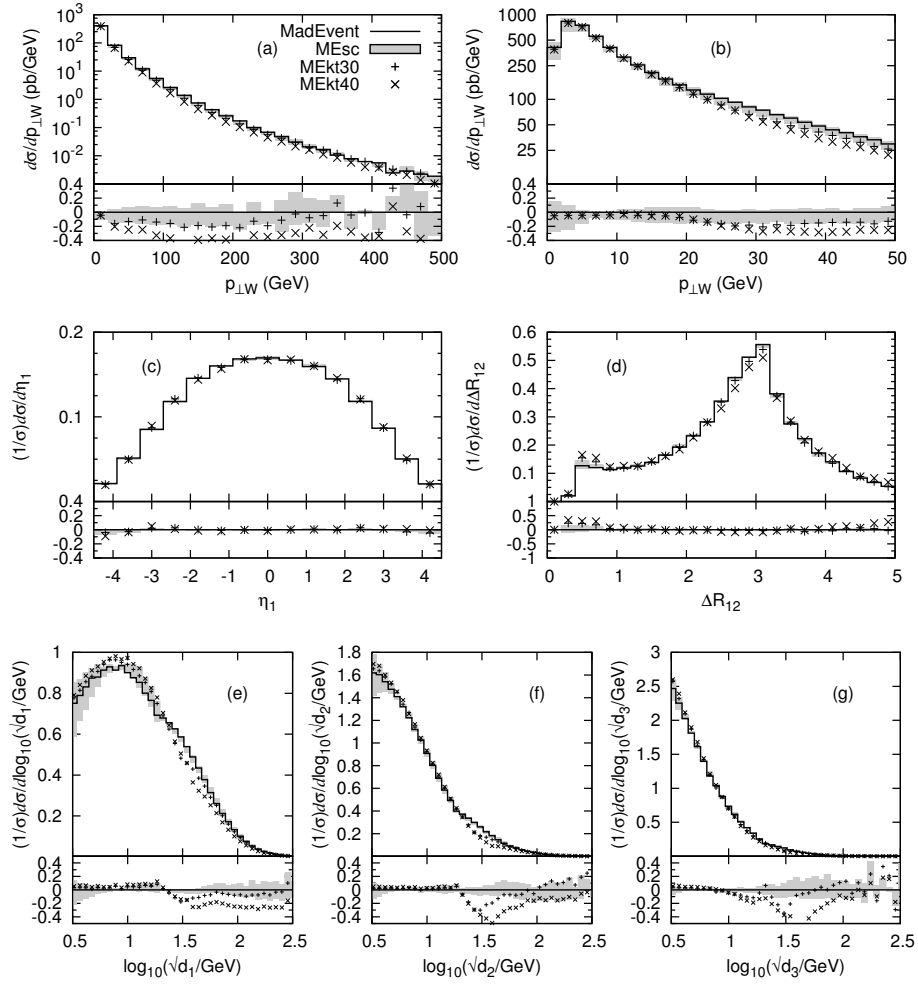 MadEvent
MEsc
MEkt30
MEkt40
(a)
dσ/dp⊥W (pb/GeV)
10³
10²
10¹
10⁰
10⁻¹
10⁻²
0.4
0.2
0
-0.2
-0.4
0 100 200 300 400 500
p⊥W (GeV)
(b)
dσ/dp⊥W (pb/GeV)
1000
500
250
100
50
25
0.4
0.2
0
-0.2
-0.4
0 10 20 30 40 50
p⊥W (GeV)
(c)
(1/σ)dσ/dη₁
0.2
0.1
0.4
0.2
0
-0.2
-0.4
-4 -3 -2 -1 0 1 2 3 4
η₁
(d)
(1/σ)dσ/dΔR₁₂
0.6
0.5
0.4
0.3
0.2
0.1
1
0.5
0
-0.5
-1
0 1 2 3 4 5
ΔR₁₂
(e)
(1/σ)dσ/dlog₁₀(√d₁/GeV)
1
0.8
0.6
0.4
0.2
0.4
0.2
0
-0.2
-0.4
0.5 1 1.5 2 2.5
log₁₀(√d₁/GeV)
(f)
(1/σ)dσ/dlog₁₀(√d₂/GeV)
1.8
1.6
1.4
1.2
1
0.8
0.6
0.4
0.2
0.4
0.2
0
-0.2
-0.4
0.5 1 1.5 2 2.5
log₁₀(√d₂/GeV)
(g)
(1/σ)dσ/dlog₁₀(√d₃/GeV)
3
2.5
2
1.5
1
0.5
0
0.4
0.2
0
-0.2
-0.4
0.5 1 1.5 2 2.5
log₁₀(√d₃/GeV)